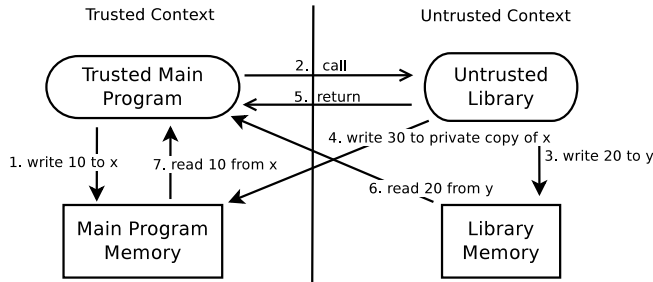 Trusted Context
Untrusted Context
Trusted Main
Program
2. call
Untrusted
Library
5. return
4. write 30 to private copy of x
1. write 10 to x
7. read 10 from x
3. write 20 to y
6. read 20 from y
Main Program
Memory
Library
Memory